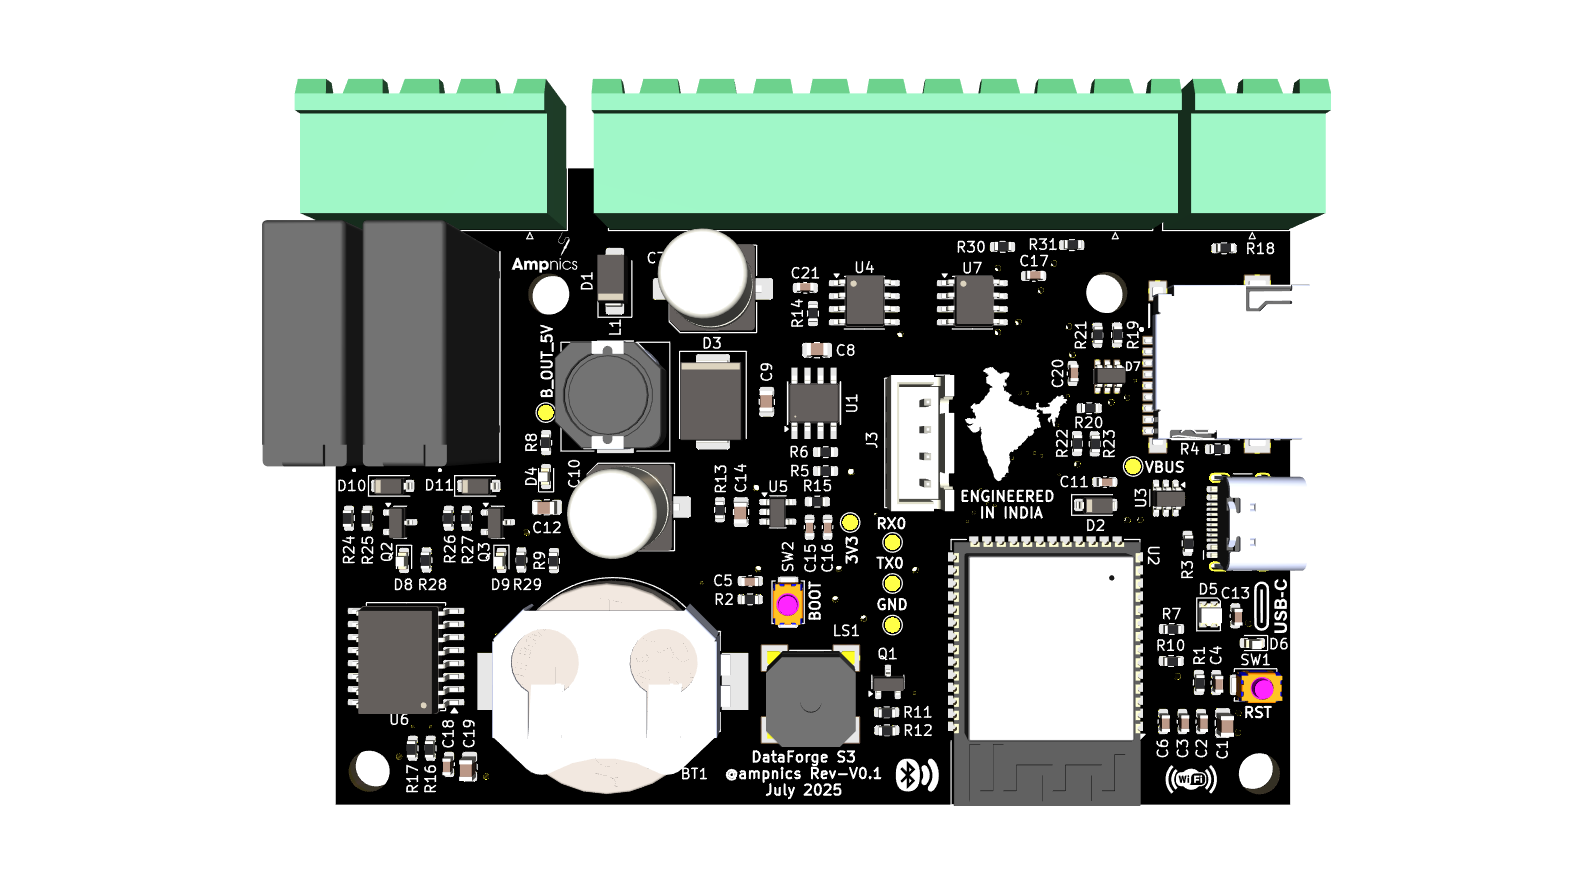 R30
R31
R18
Ampnics
D1
C7
C21
U4
U7
C17
R14
L1
B_OUT_5V
D3
C8
R21
R19
C9
C20
D7
U1
R20
J3
R8
R22
R23
R4
R6
R5
VBUS
D10
D11
D4
C10
R13
C14
U5
R15
C11
U3
ENGINEERED
IN INDIA
D2
R24
R25
Q2
R26
R27
Q3
R9
C12
SW2
C15
C16
3V3
RX0
TX0
U2
R3
D8
R28
D9
R29
C5
R2
BOOT
GND
D5
C13
USB-C
LS1
R7
R10
D6
Q1
R1
C4
SW1
U6
R11
R12
RST
C18
C19
R17
R16
BT1
C6
C3
C2
C1
DataForge S3
@ampnics Rev-V0.1
July 2025
WiFi